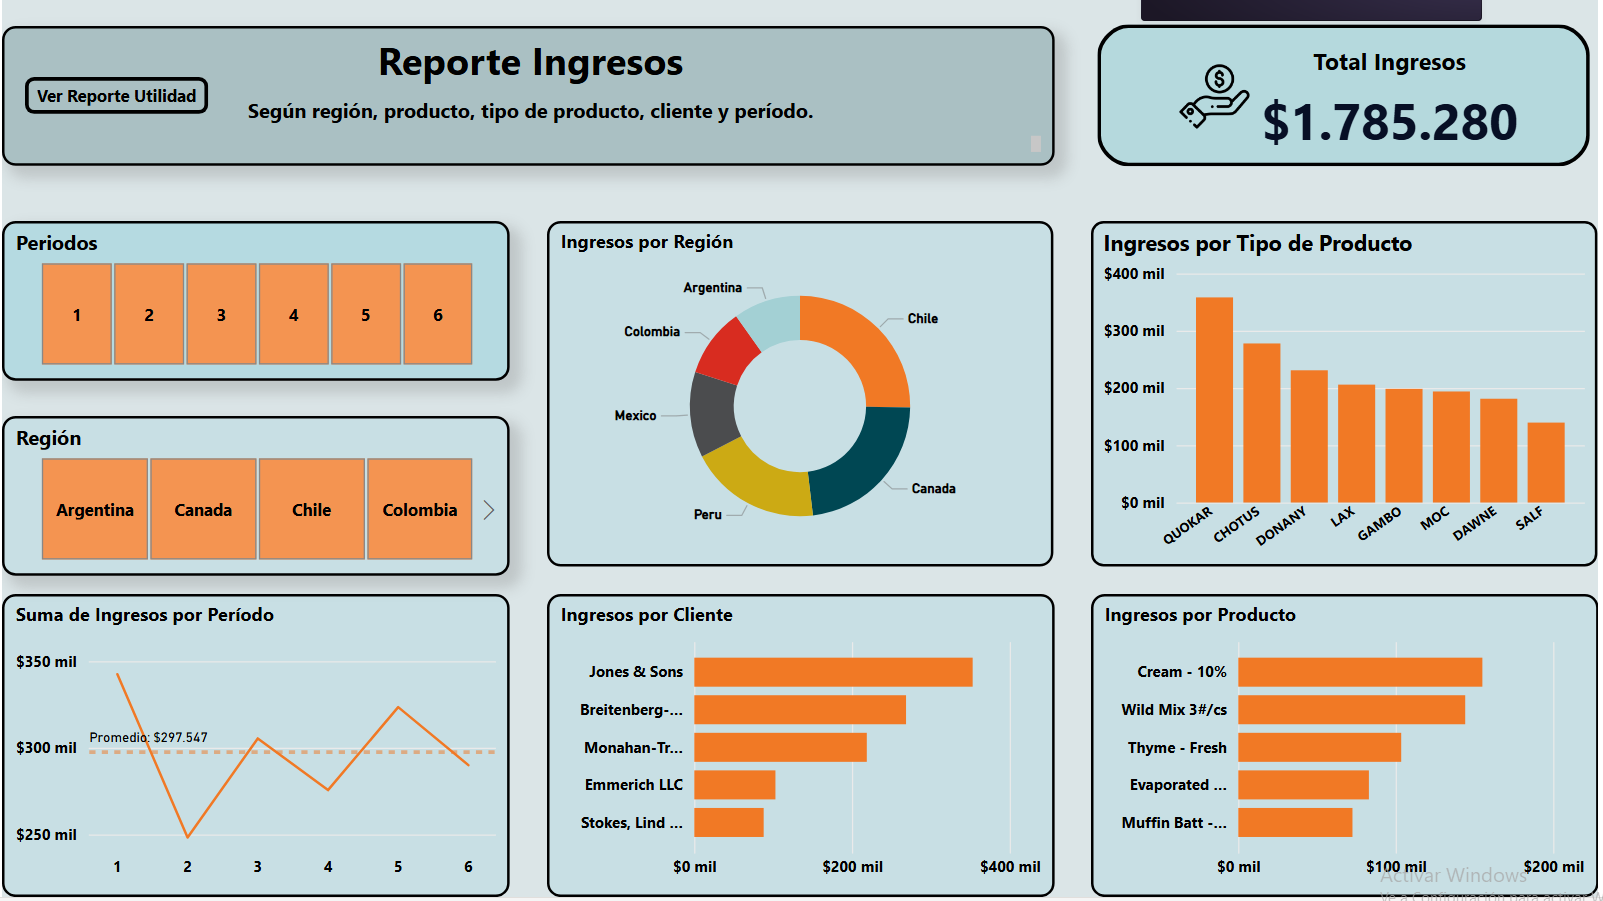 Reporte Ingresos
Ver Reporte Utilidad
Según región, producto, tipo de producto, cliente y período.
Total Ingresos
$1.785.280
Periodos
1 2 3 4 5 6
Región
Argentina Canada Chile Colombia
Ingresos por Región
Argentina
Chile
Colombia
Mexico
Canada
Peru
Ingresos por Tipo de Producto
$400 mil
$300 mil
$200 mil
$100 mil
$0 mil
QUOKAR CHOTUS DONANY LAX GAMBO MOC DAWNE SALF
Suma de Ingresos por Período
$350 mil
Promedio: $297.547
$300 mil
$250 mil
1 2 3 4 5 6
Ingresos por Cliente
Jones & Sons
Breitenberg-...
Monahan-Tr...
Emmerich LLC
Stokes, Lind ...
$0 mil $200 mil $400 mil
Ingresos por Producto
Cream - 10%
Wild Mix 3#/cs
Thyme - Fresh
Evaporated ...
Muffin Batt -...
$0 mil $100 mil $200 mil
Activar Windows
Ve a Configuración para activar W